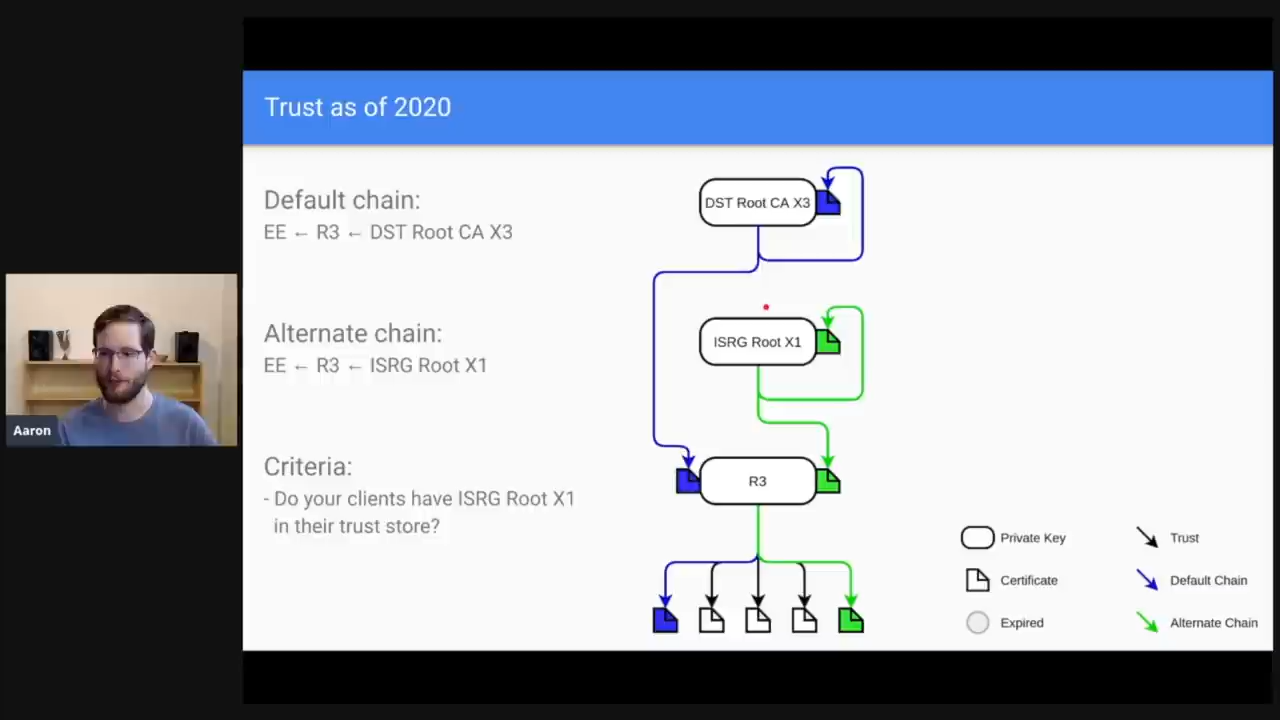 Trust as of 2020
Default chain:
EE ← R3 ← DST Root CA X3
Alternate chain:
EE ← R3 ← ISRG Root X1
Criteria:
- Do your clients have ISRG Root X1
in their trust store?
DST Root CA X3
ISRG Root X1
R3
Private Key
Trust
Certificate
Default Chain
Expired
Alternate Chain
Aaron